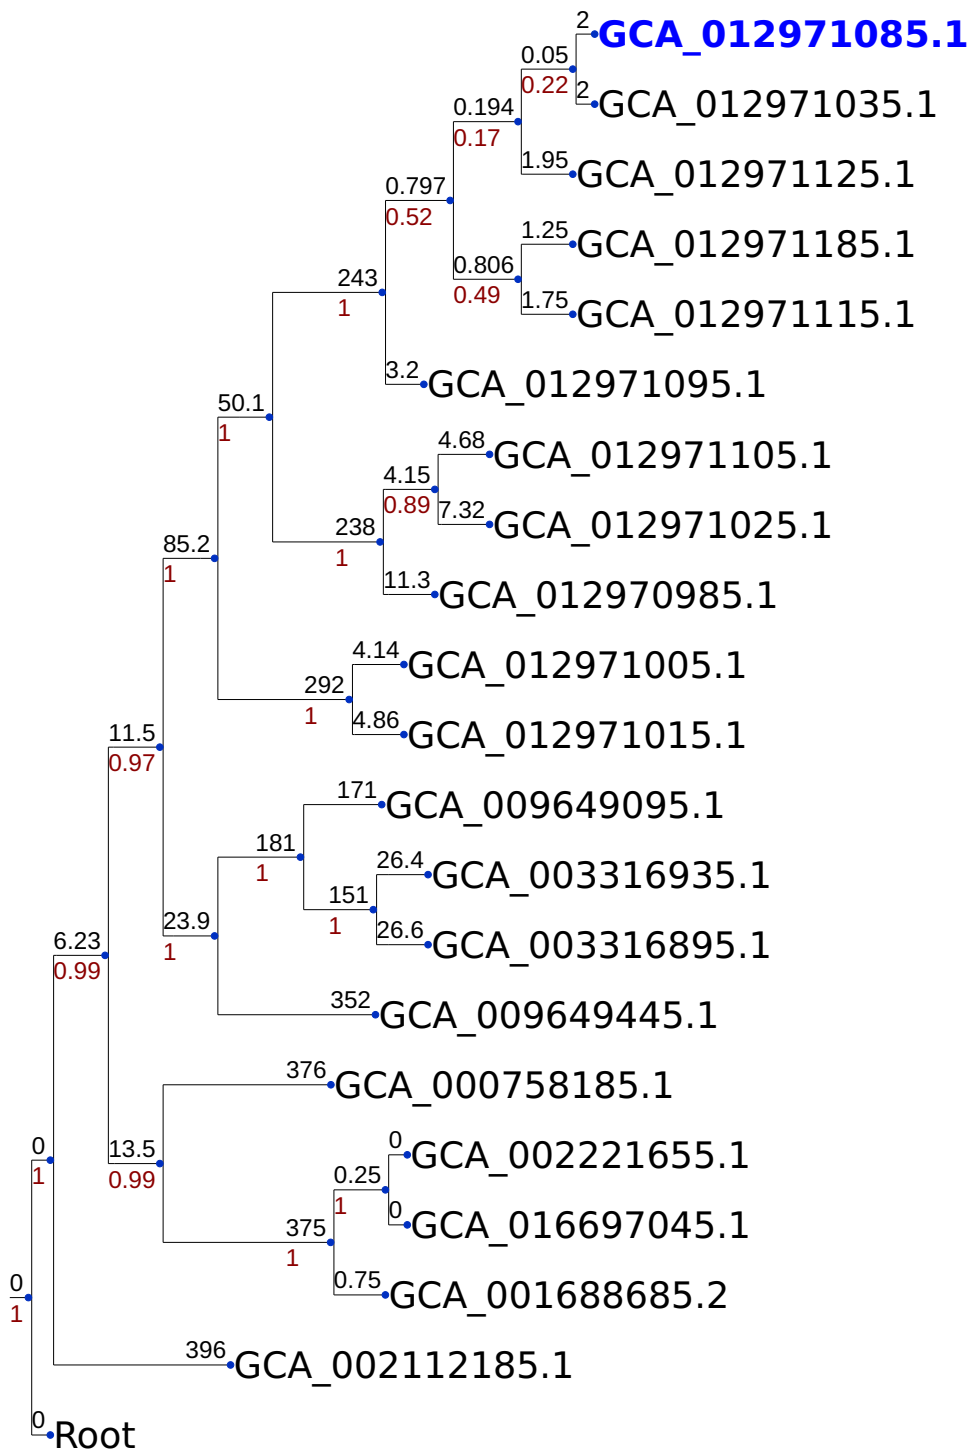 2
GCA_012971085.1
0.05
0.22
2
GCA_012971035.1
0.194
0.17
1.95
GCA_012971125.1
0.797
0.52
1.25
GCA_012971185.1
0.806
0.49
1.75
GCA_012971115.1
243
1
3.2
GCA_012971095.1
50.1
1
4.68
GCA_012971105.1
4.15
0.89
7.32
GCA_012971025.1
238
1
11.3
GCA_012970985.1
85.2
1
4.14
GCA_012971005.1
292
1
4.86
GCA_012971015.1
11.5
0.97
171
GCA_009649095.1
181
1
26.4
GCA_003316935.1
151
1
26.6
GCA_003316895.1
23.9
1
6.23
0.99
352
GCA_009649445.1
376
GCA_000758185.1
0
1
13.5
0.99
0
GCA_002221655.1
0.25
1
0
GCA_016697045.1
375
1
0.75
GCA_001688685.2
0
1
396
GCA_002112185.1
0
Root